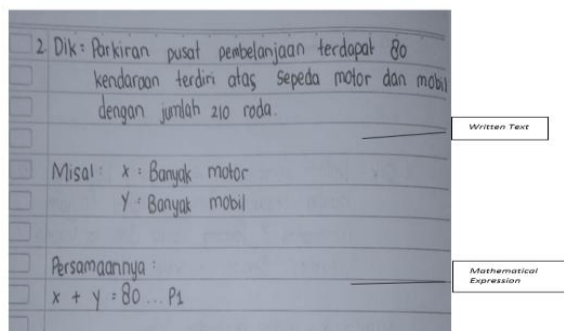 2. Dik : Parkiran pusat pembelanjaan terdapat 80
kendaraan terdiri atas sepeda motor dan mobil
dengan jumlah 210 roda.
Written Text
Misal : x : Banyak motor
Y : Banyak mobil
Persamaannya :
Mathematical
Expression
x + y = 80 ... P1